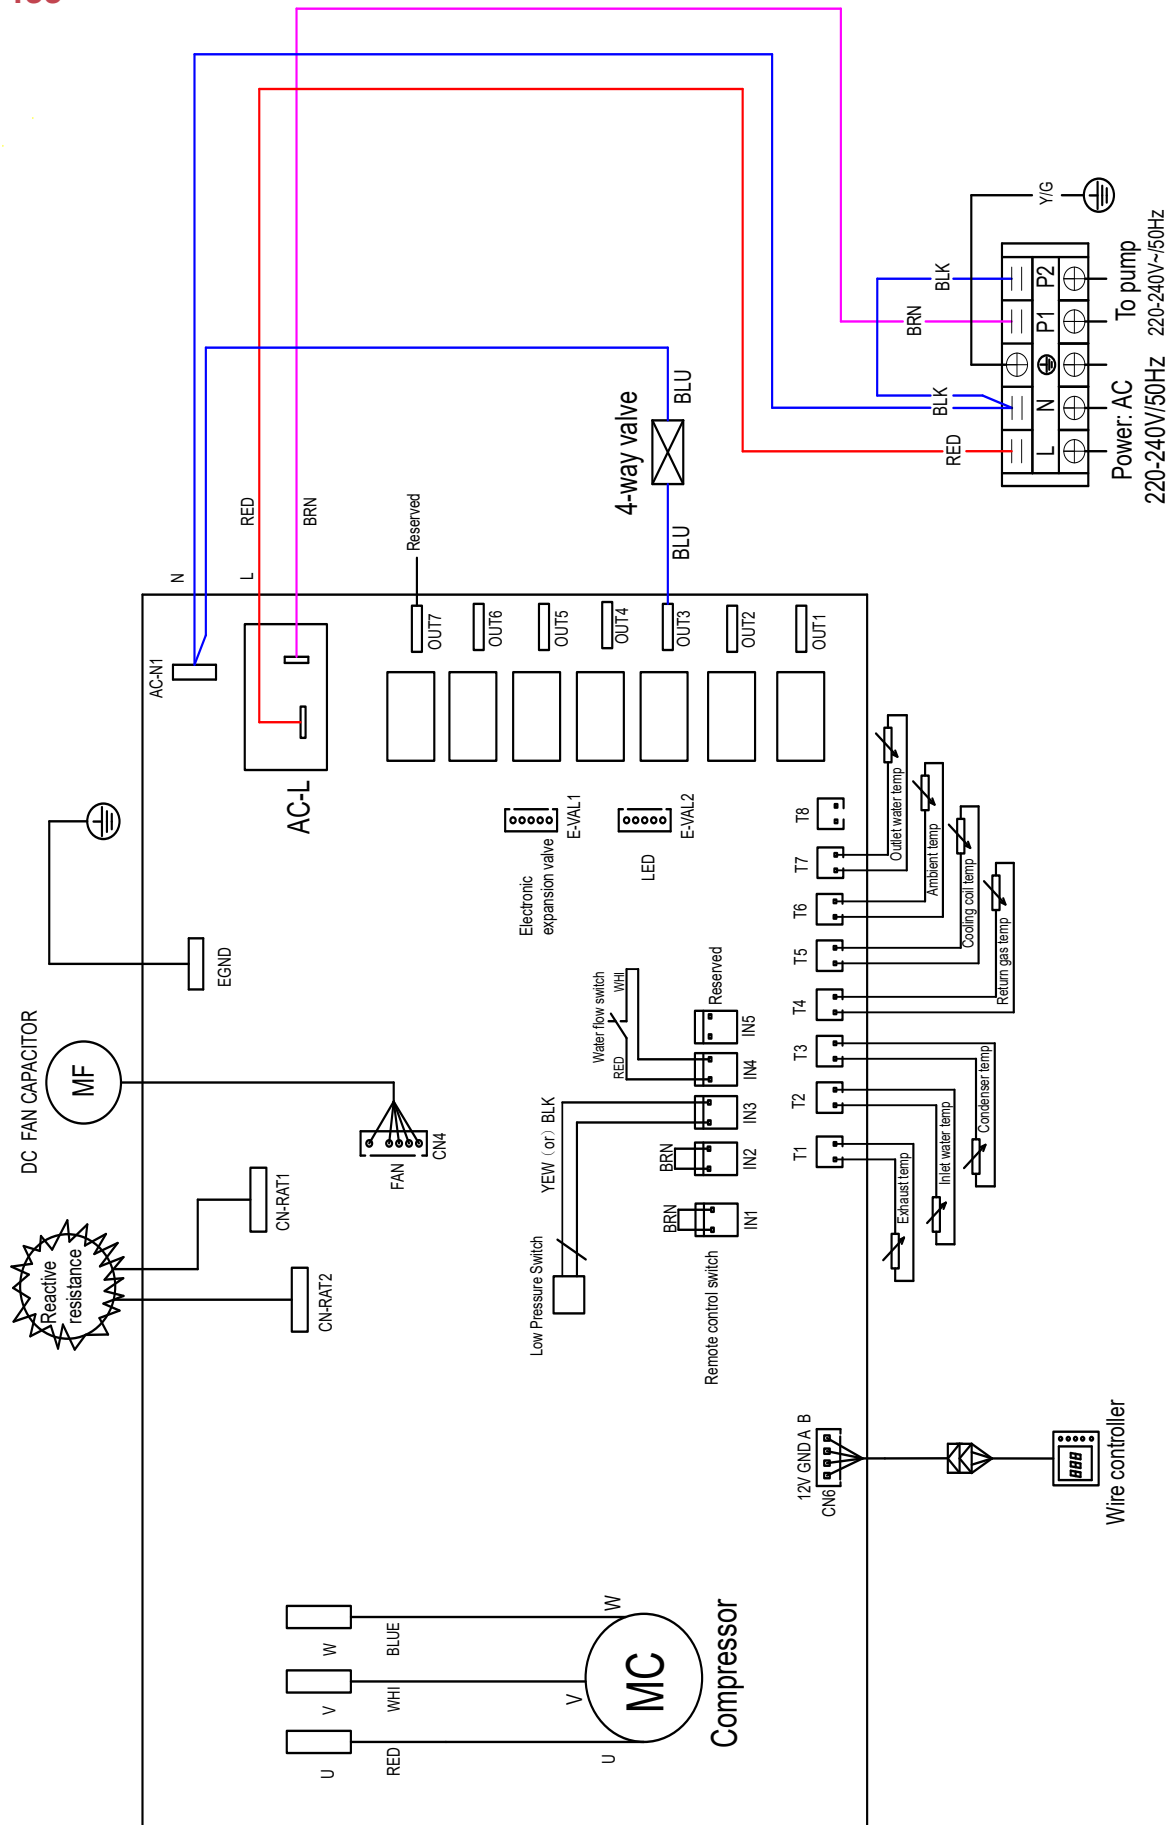 DC FAN CAPACITOR
MF
Reactive
resistance
CN-RAT1
CN-RAT2
FAN
CN4
EGND
AC-N1
N
L
RED
BRN
AC-L
Reserved
OUT7
OUT6
OUT5
OUT4
OUT3
OUT2
OUT1
4-way valve
BLU
BLU
E-VAL1
Electronic
expansion valve
E-VAL2
LED
Y/G
BLK
BRN
BLK
RED
P2
P1
N
L
To pump
220-240V~/50Hz
Power: AC
220-240V/50Hz
Water flow switch
WHI
RED
Reserved
IN5
IN4
IN3
IN2
IN1
YEW（or）BLK
BRN
BRN
Low Pressure Switch
Remote control switch
T8
T7
T6
T5
T4
T3
T2
T1
Outlet water temp
Ambient temp
Cooling coil temp
Return gas temp
Condenser temp
Inlet water temp
Exhaust temp
12V GND A B
CN6
888
Wire controller
W
V
U
BLUE
WHI
RED
W
V
U
MC
Compressor